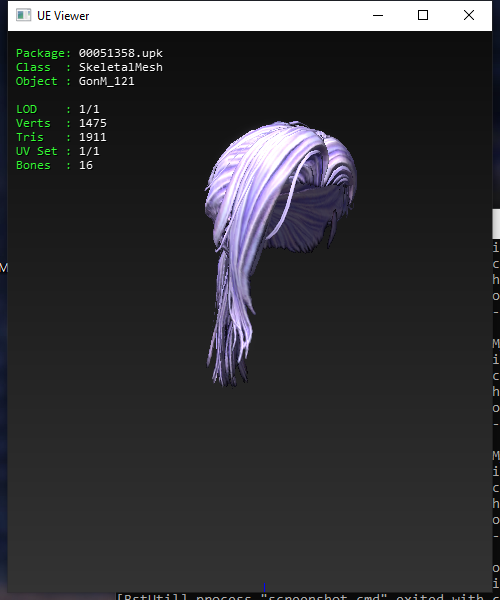 UE Viewer
Package: 00051358.upk
Class : SkeletalMesh
Object : GonM_121
LOD : 1/1
Verts : 1475
Tris : 1911
UV Set : 1/1
Bones : 16
M
i
c
h
o
-
M
i
c
h
o
-
M
i
c
h
o
-
o
i
[BstUtil] process "screenshot.cmd" exited with c